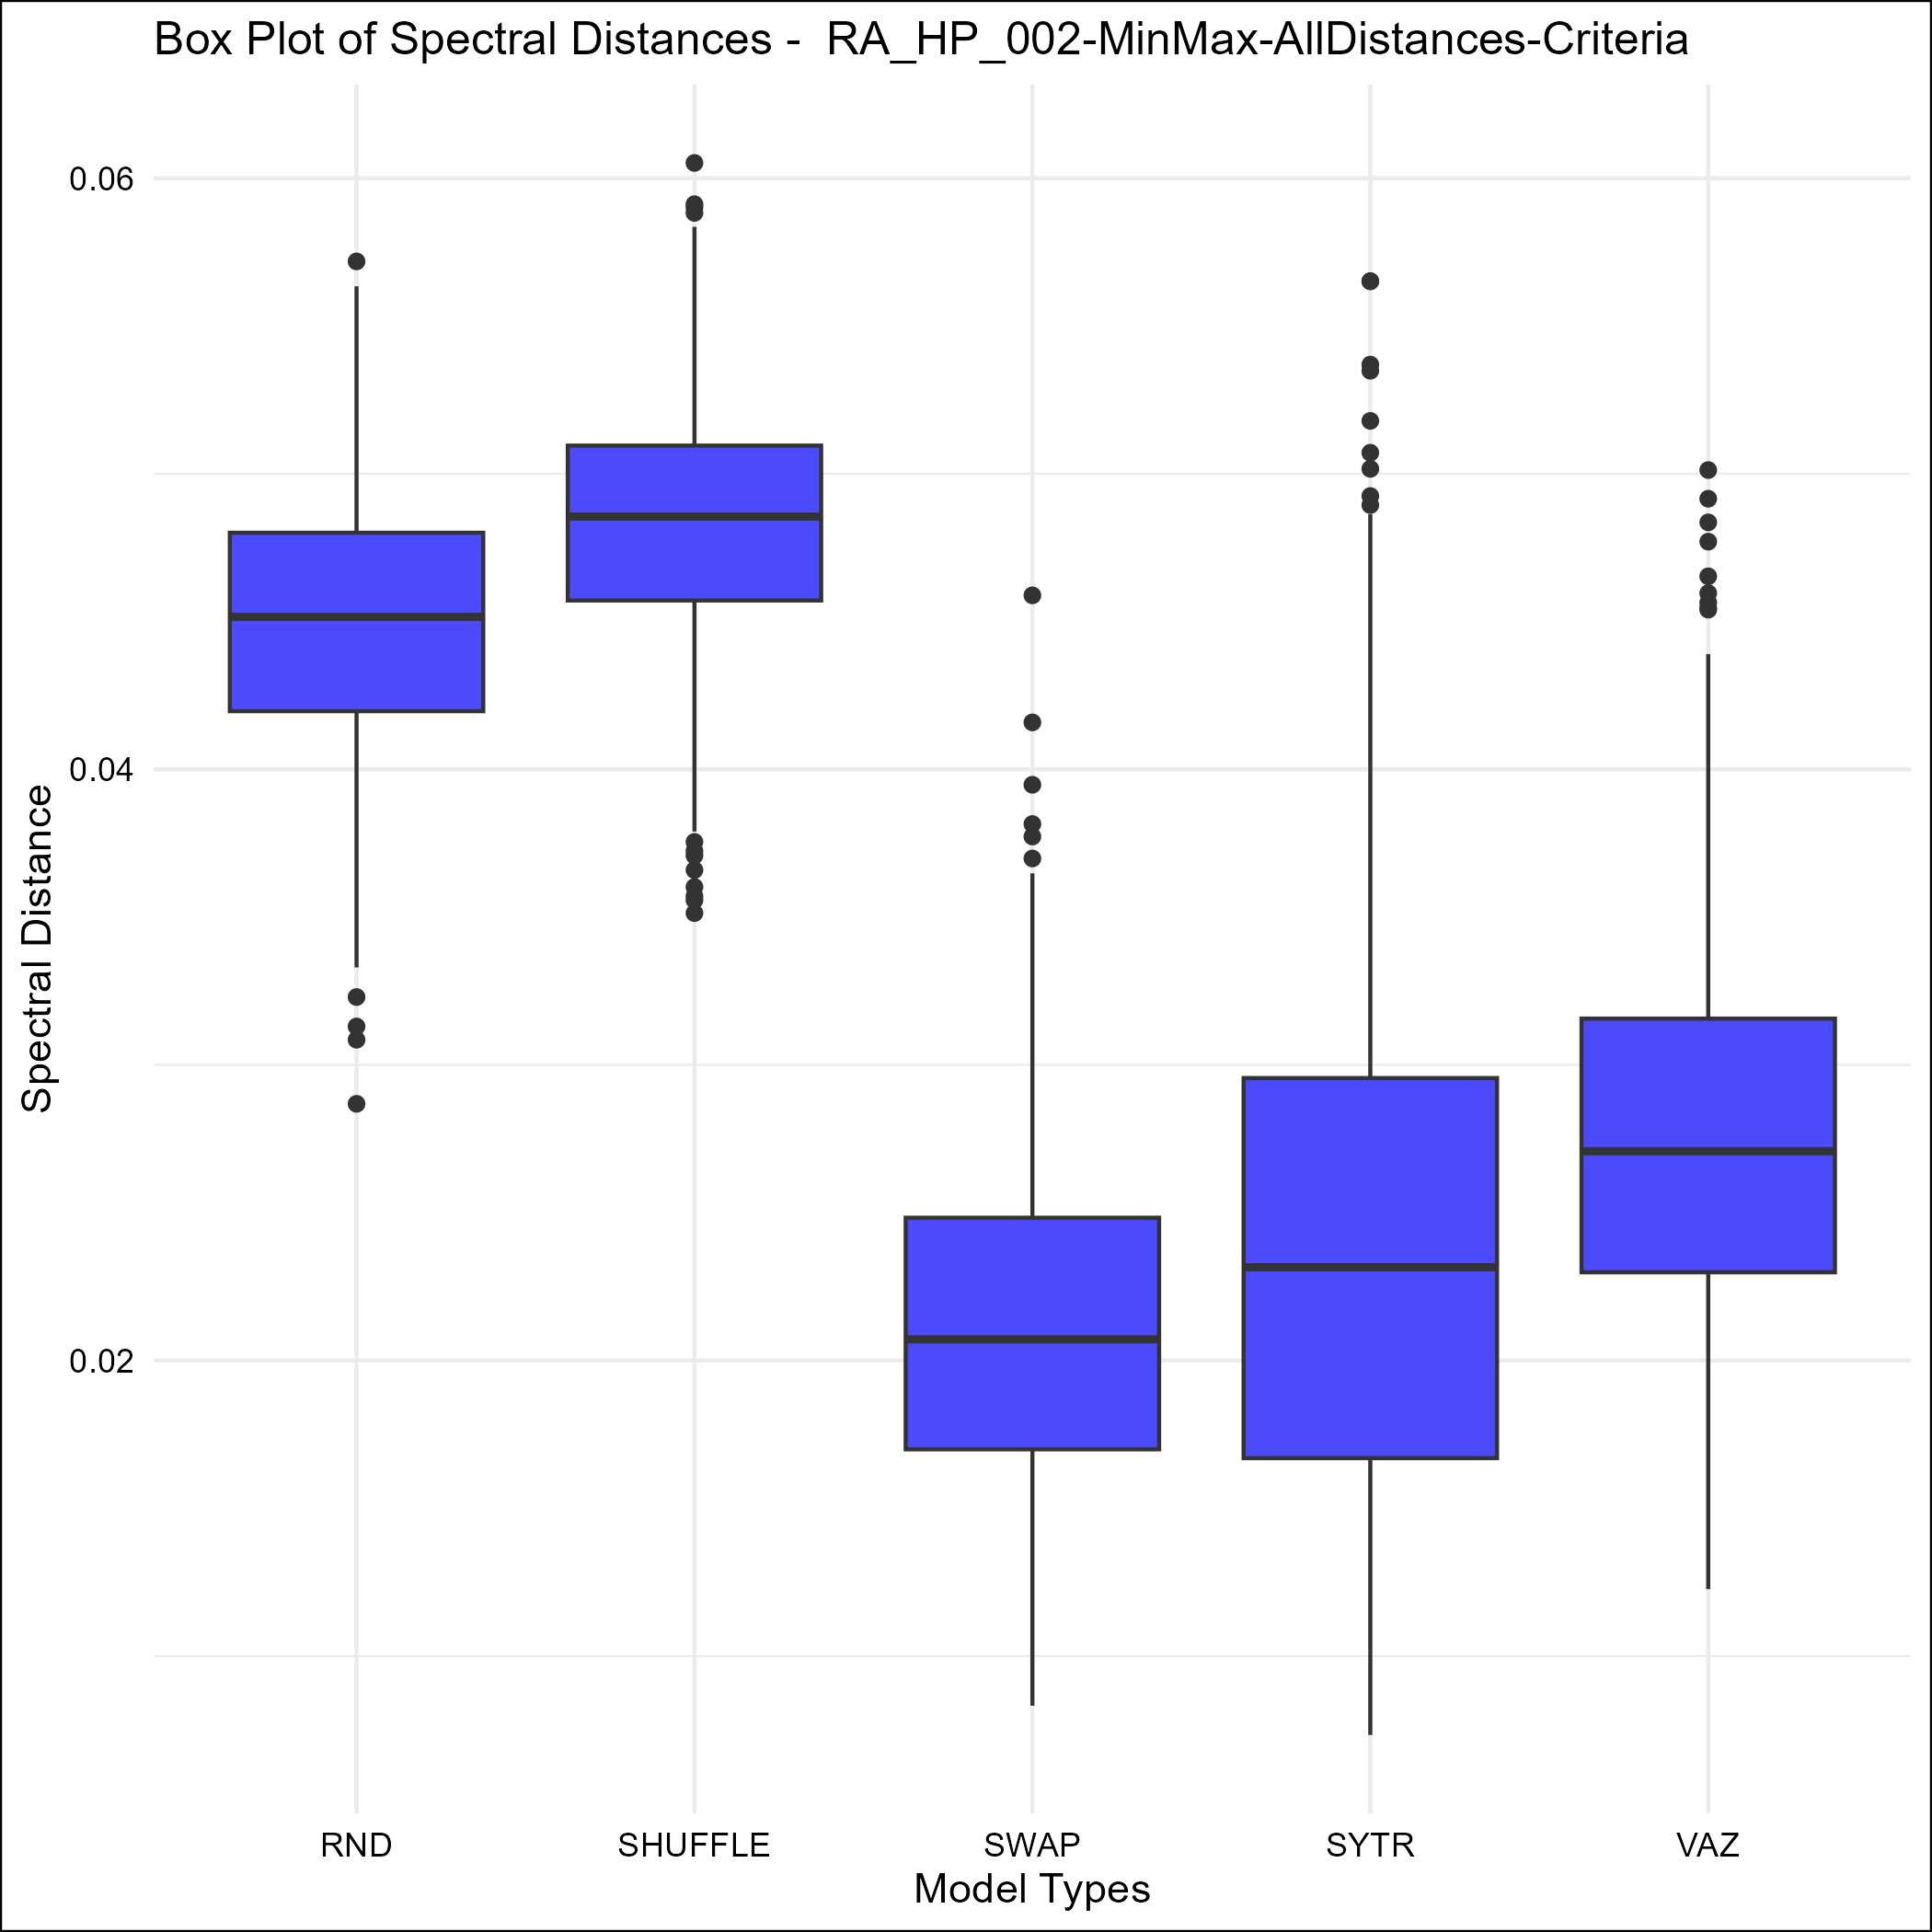 Box Plot of Spectral Distances -  RA_HP_002-MinMax-AllDistances-Criteria
0.06
0.04
0.02
Spectral Distance
RND SHUFFLE SWAP SYTR VAZ
Model Types